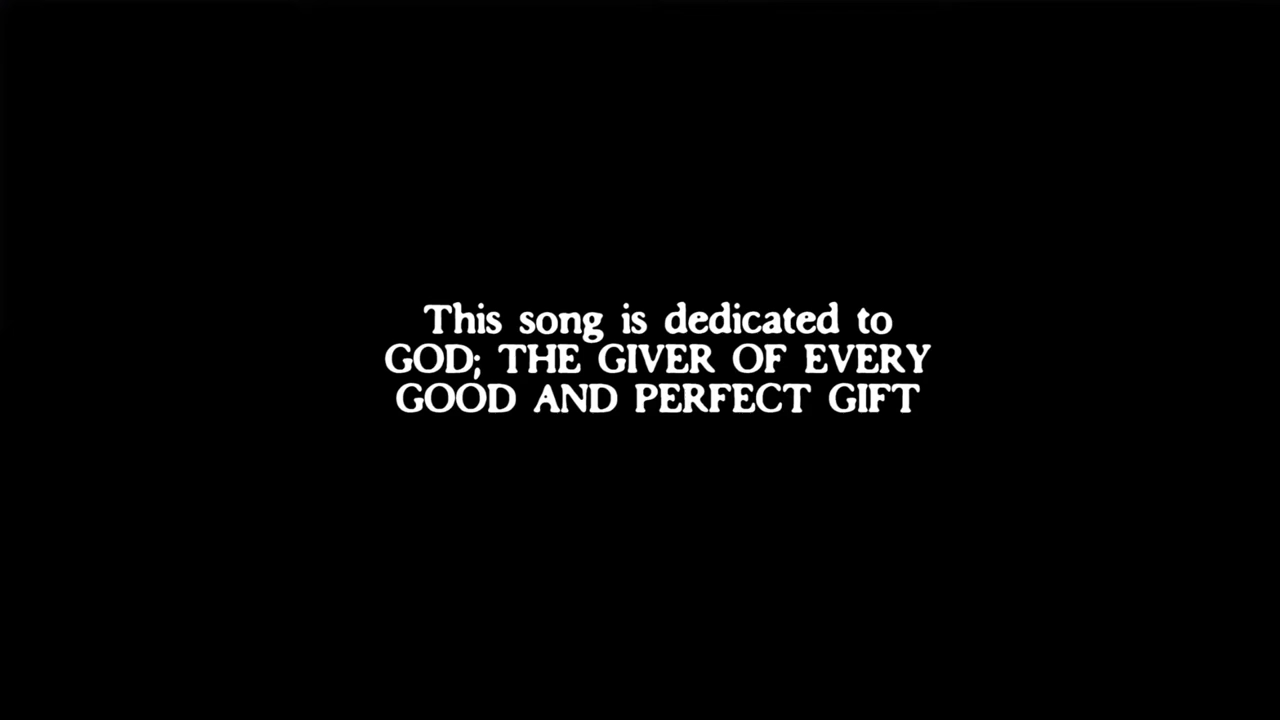 This song is dedicated to
GOD; THE GIVER OF EVERY
GOOD AND PERFECT GIFT